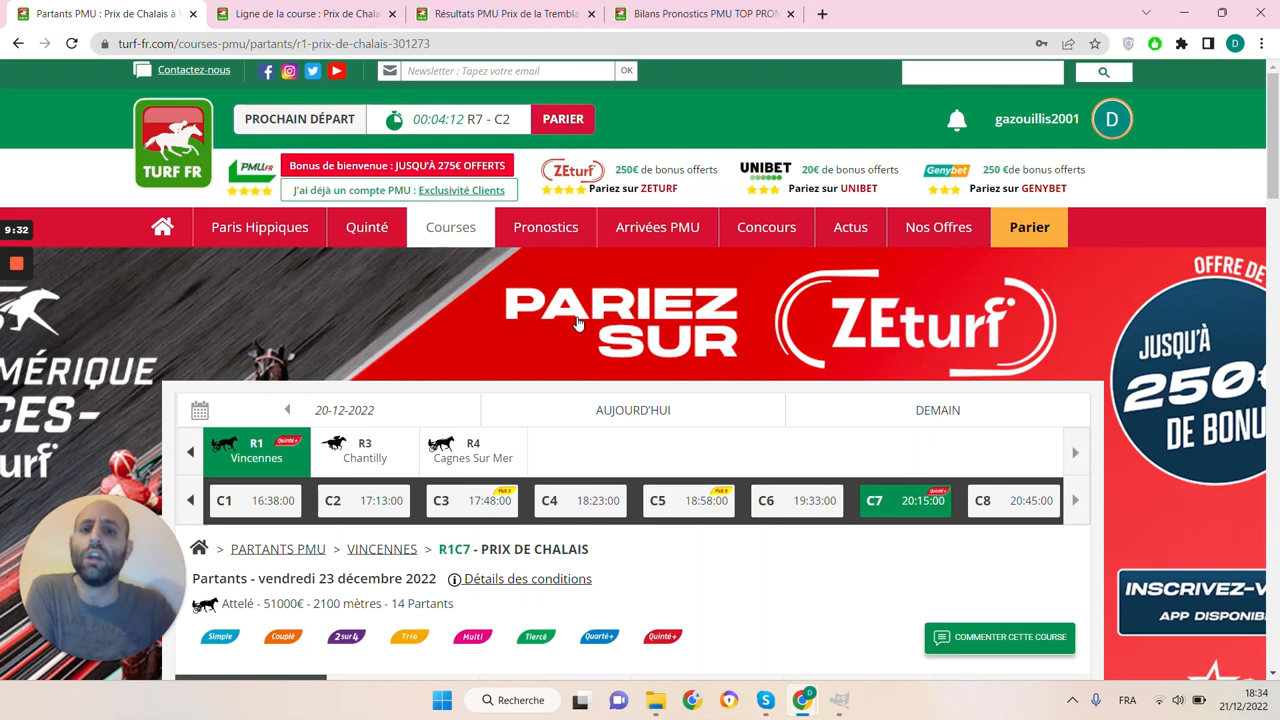 Partants PMU : Prix de Chalais à V
Ligne de la course : Prix de Chala
Résultats PMU Prix de la Trembla
Bilans Pronostics PMU TOP PRON
turf-fr.com/courses-pmu/partants/r1-prix-de-chalais-301273
D
Contactez-nous
Newsletter : Tapez votre email
OK
PROCHAIN DÉPART
00:04:12 R7 - C2
PARIER
gazouillis2001
D
TURF FR
PMU.FR
Bonus de bienvenue : JUSQU'À 275€ OFFERTS
J'ai déjà un compte PMU : Exclusivité Clients
ZEturf
250€ de bonus offerts
Pariez sur ZETURF
UNIBET
20€ de bonus offerts
Pariez sur UNIBET
Genybet
250 €de bonus offerts
Pariez sur GENYBET
9:32
Paris Hippiques
Quinté
Courses
Pronostics
Arrivées PMU
Concours
Actus
Nos Offres
Parier
PARIEZ
SUR
ZEturf
OFFRE DE
MÉRIQUE
CES-
urf
JUSQU'À
250€
DE BONU
20-12-2022
AUJOURD'HUI
DEMAIN
R1
Quinté+
Vincennes
R3
Chantilly
R4
Cagnes Sur Mer
C1 16:38:00
C2 17:13:00
C3 17:48:00
Pick 5
C4 18:23:00
C5 18:58:00
Pick 5
C6 19:33:00
C7 20:15:00
Quinté+
C8 20:45:00
> PARTANTS PMU > VINCENNES > R1C7 - PRIX DE CHALAIS
Partants - vendredi 23 décembre 2022
Détails des conditions
Attelé - 51000€ - 2100 mètres - 14 Partants
Simple
Couplé
2sur4
Trio
Multi
Tiercé
Quarté+
Quinté+
COMMENTER CETTE COURSE
INSCRIVEZ-V
APP DISPONIB
Recherche
FRA
18:34
21/12/2022